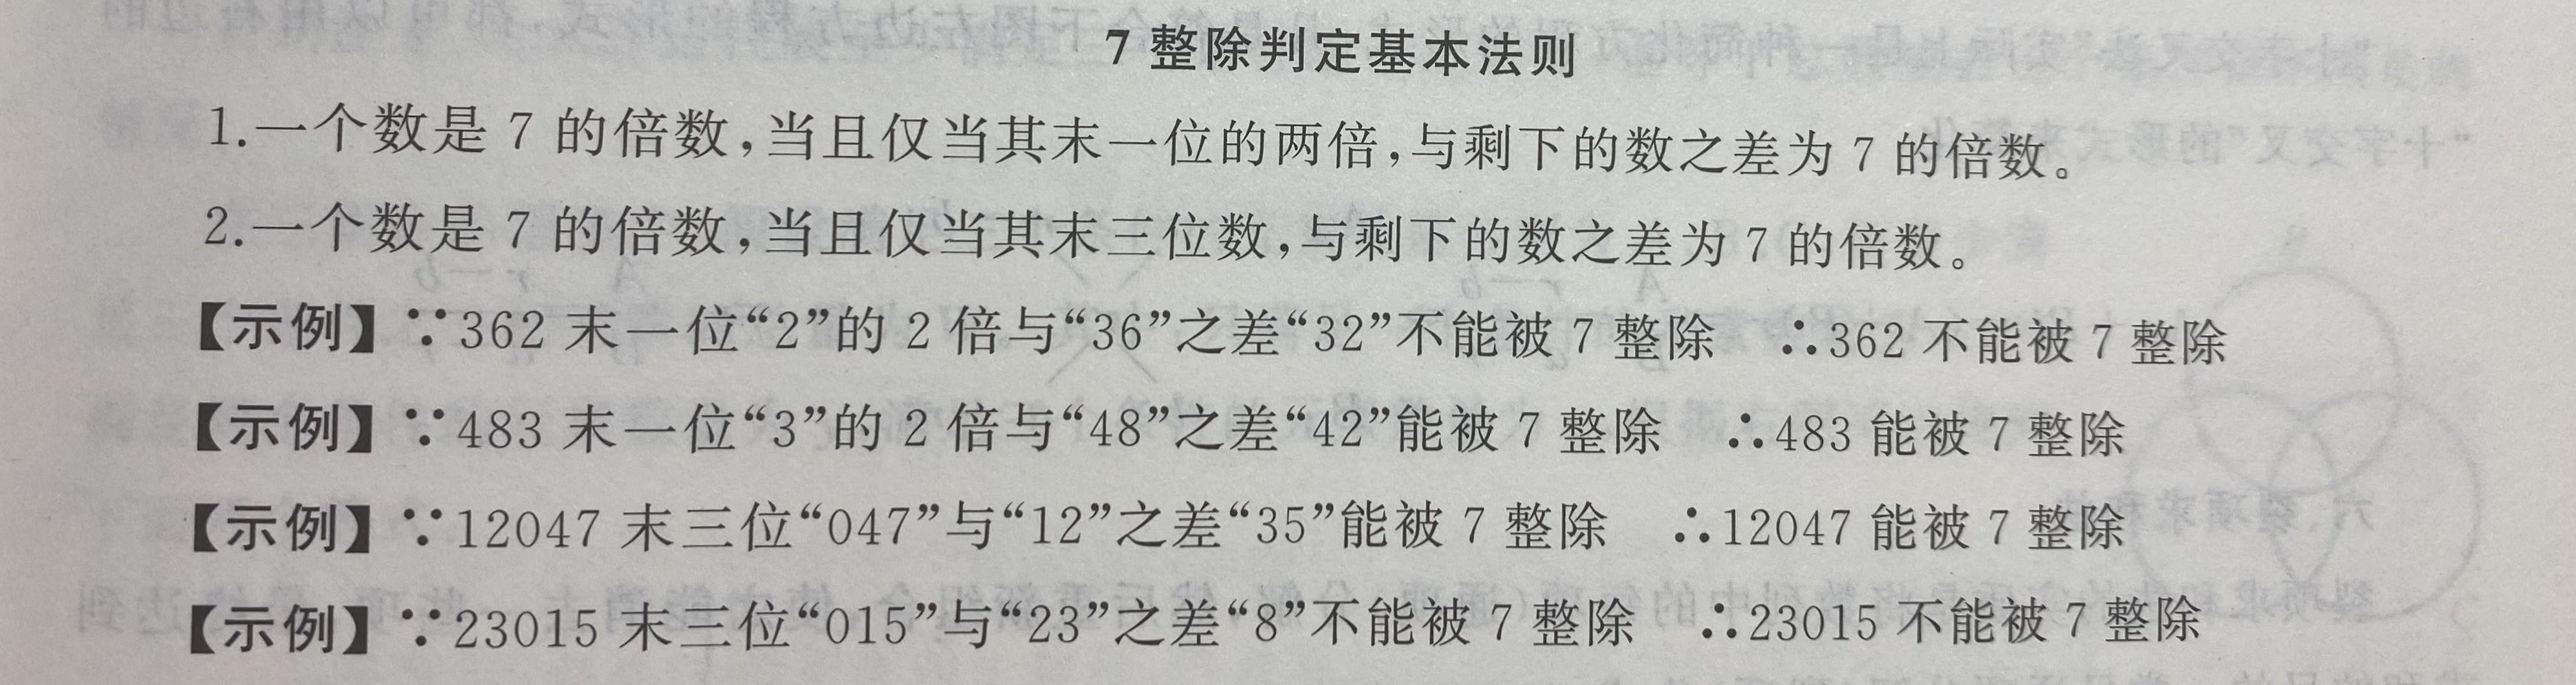 7 整除判定基本法则
1.一个数是 7 的倍数,当且仅当其末一位的两倍,与剩下的数之差为 7 的倍数。
2.一个数是 7 的倍数,当且仅当其末三位数,与剩下的数之差为 7 的倍数。
【示例】∵362 末一位“2”的 2 倍与“36”之差“32”不能被 7 整除 ∴362 不能被 7 整除
【示例】∵483 末一位“3”的 2 倍与“48”之差“42”能被 7 整除 ∴483 能被 7 整除
【示例】∵12047 末三位“047”与“12”之差“35”能被 7 整除 ∴12047 能被 7 整除
【示例】∵23015 末三位“015”与“23”之差“8”不能被 7 整除 ∴23015 不能被 7 整除